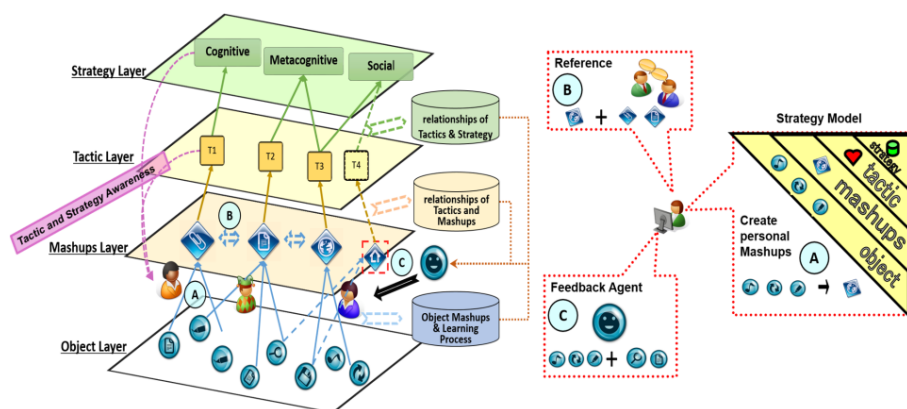 Cognitive
Metacognitive
Social
Strategy Layer
relationships of
Tactics & Strategy
Tactic Layer
T1
T2
T3
T4
Tactic and Strategy Awareness
relationships
of Tactics and
Mashups
B
Mashups Layer
C
A
Object Mashups
& Learning
Process
Object Layer
Reference
B
+
Strategy Model
strategy
tactic
mashups
object
Create
personal
Mashups
A
Feedback Agent
C
+